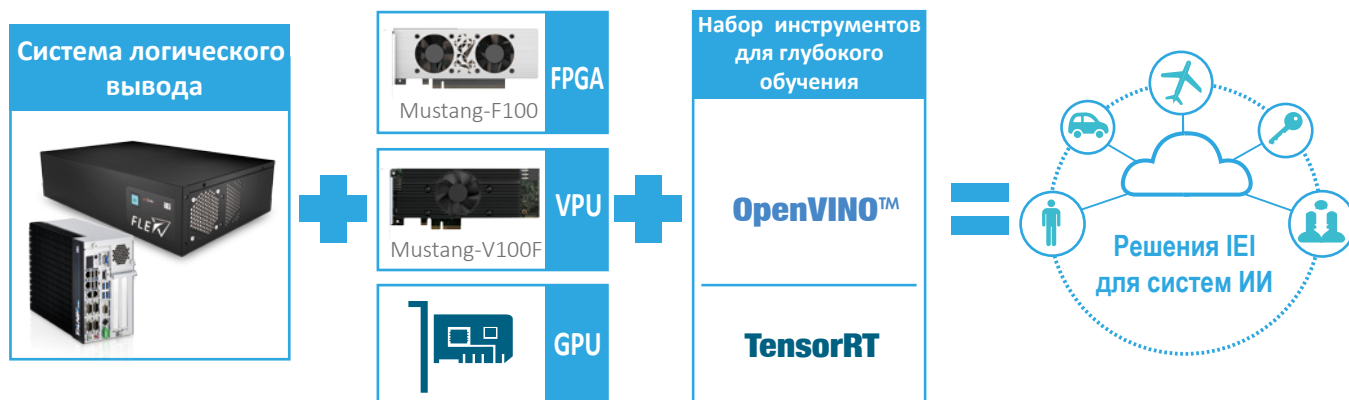 Система логического
вывода
FLEX
Mustang-F100
FPGA
Mustang-V100F
VPU
GPU
Набор инструментов
для глубокого
обучения
OpenVINO™
TensorRT
Решения IEI
для систем ИИ